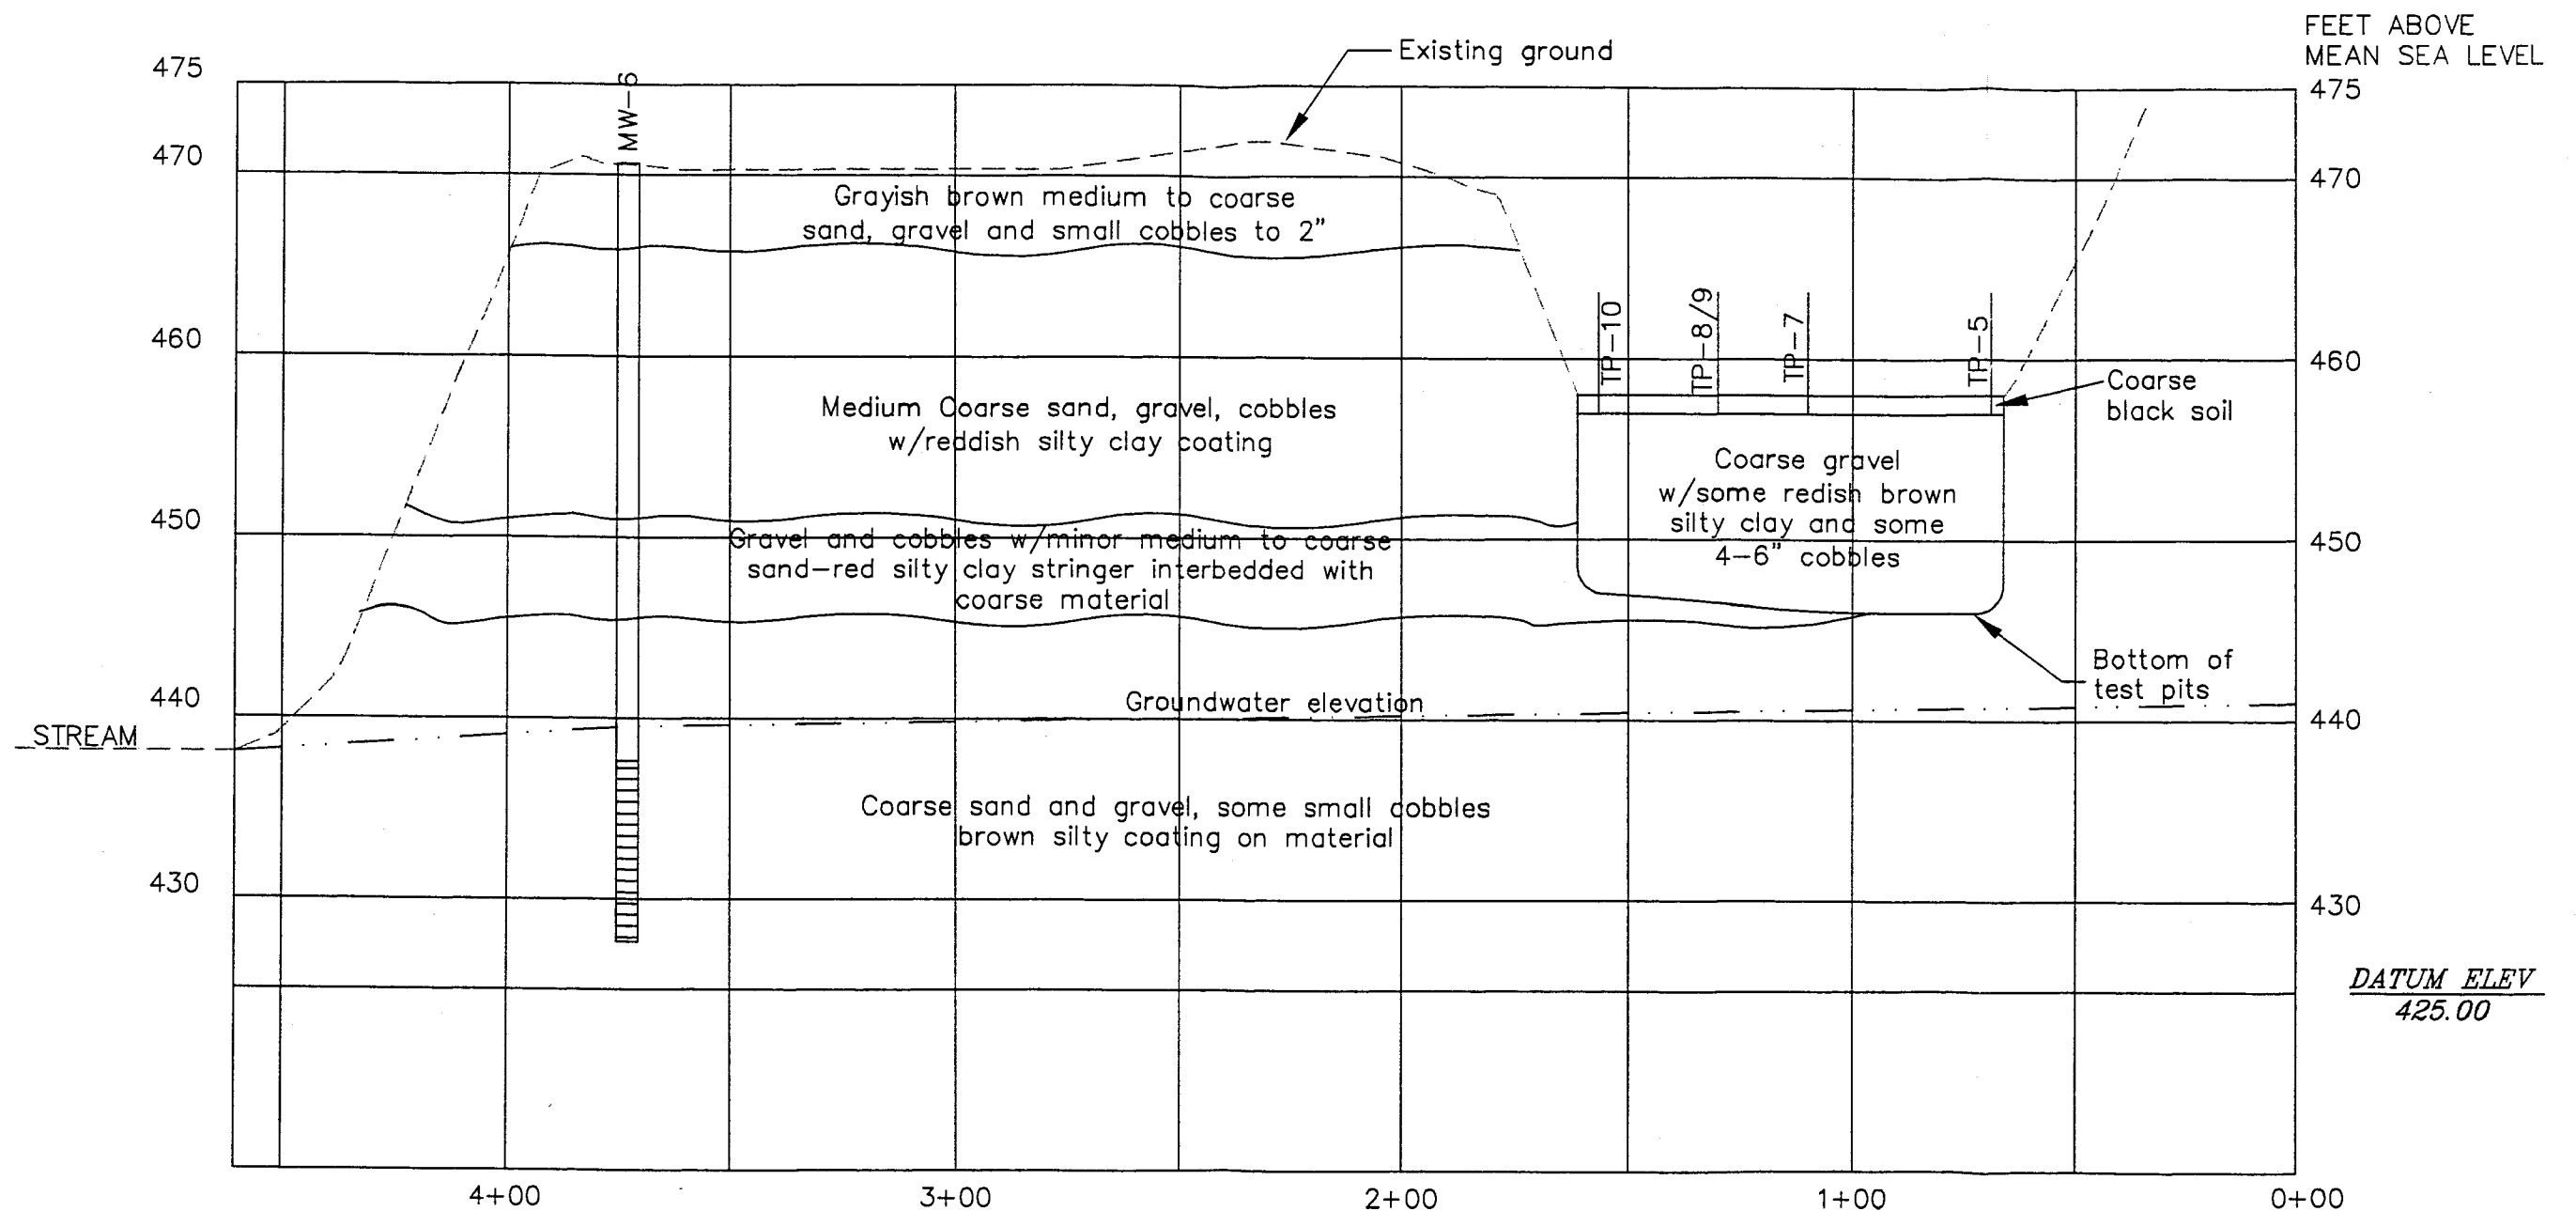 FEET ABOVE
MEAN SEA LEVEL
Existing ground
475
475
MW-6
470
470
Grayish brown medium to coarse
sand, gravel and small cobbles to 2"
460
460
TP-10
TP-8/9
TP-7
TP-5
Coarse
black soil
Medium Coarse sand, gravel, cobbles
w/reddish silty clay coating
Coarse gravel
w/some redish brown
silty clay and some
4-6" cobbles
450
450
Gravel and cobbles w/minor medium to coarse
sand-red silty clay stringer interbedded with
coarse material
Bottom of
test pits
440
440
Groundwater elevation
STREAM
Coarse sand and gravel, some small cobbles
brown silty coating on material
430
430
DATUM ELEV
425.00
4+00
3+00
2+00
1+00
0+00